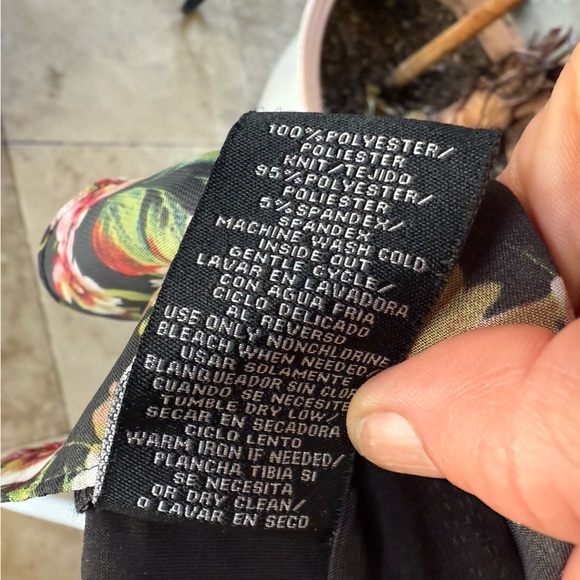 100%POLYESTER/
POLIESTER
KNIT/TEJIDO
95%POLYESTER/
POLIESTER
5%SPANDEX/
SEANDEX
MACHINE WASH COLD
INSIDE OUT
GENTLE CYCLE/
LAVAR EN LAVADORA
CON AGUA FRIA
CICLO DELICADO
AL REVERSO
USE ONLY NONCHLORINE
BLEACH WHEN NEEDED/
USAR SOLAMENTE
BLANQUEADOR SIN CLOR
CUANDO SE NECESITE
TUMBLE DRY LOW/
SECAR EN SECADORA
CICLO LENTO
WARM IRON IF NEEDED/
PLANCHA TIBIA SI
SE NECESITA
OR DRY CLEAN/
O LAVAR EN SECO